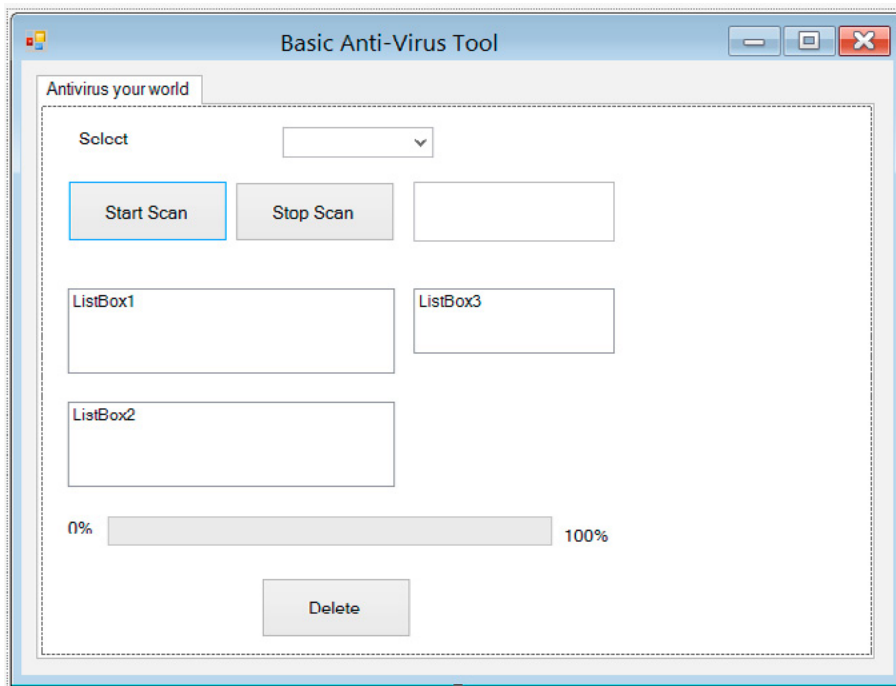 Basic Anti-Virus Tool
Antivirus your world
Select
Start Scan
Stop Scan
ListBox1
ListBox3
ListBox2
0%
100%
Delete